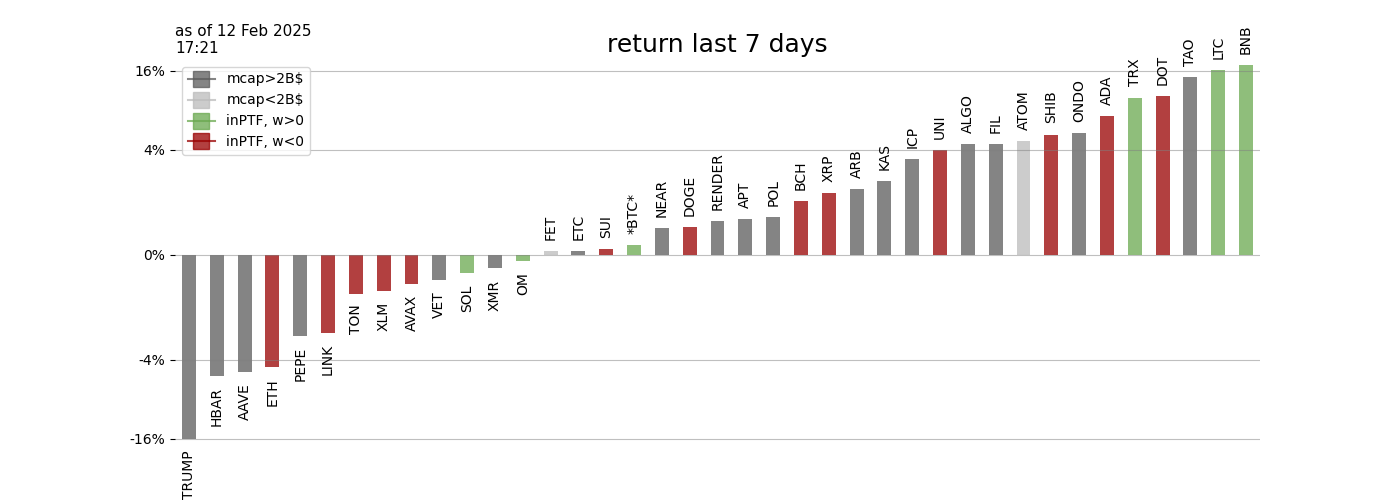 as of 12 Feb 2025
17:21
return last 7 days
mcap>2B$
mcap<2B$
inPTF, w>0
inPTF, w<0
16%
4%
0%
-4%
-16%
TRUMP
HBAR
AAVE
ETH
PEPE
LINK
TON
XLM
AVAX
VET
SOL
XMR
OM
FET
ETC
SUI
*BTC*
NEAR
DOGE
RENDER
APT
POL
BCH
XRP
ARB
KAS
ICP
UNI
ALGO
FIL
ATOM
SHIB
ONDO
ADA
TRX
DOT
TAO
LTC
BNB